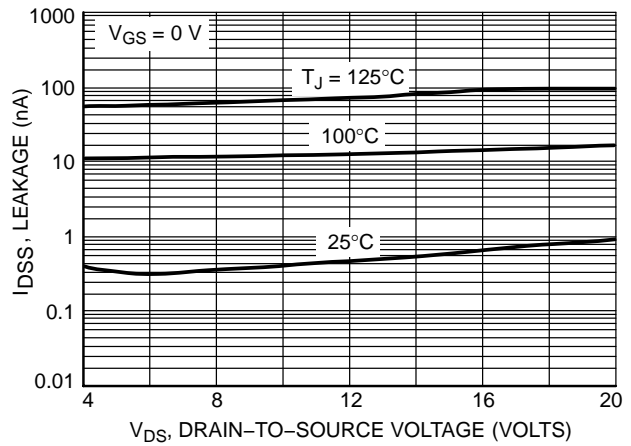 1000
V_GS = 0 V
100
T_J = 125°C
100°C
10
1
25°C
0.1
0.01
I_DSS, LEAKAGE (nA)
4 8 12 16 20
V_DS, DRAIN−TO−SOURCE VOLTAGE (VOLTS)